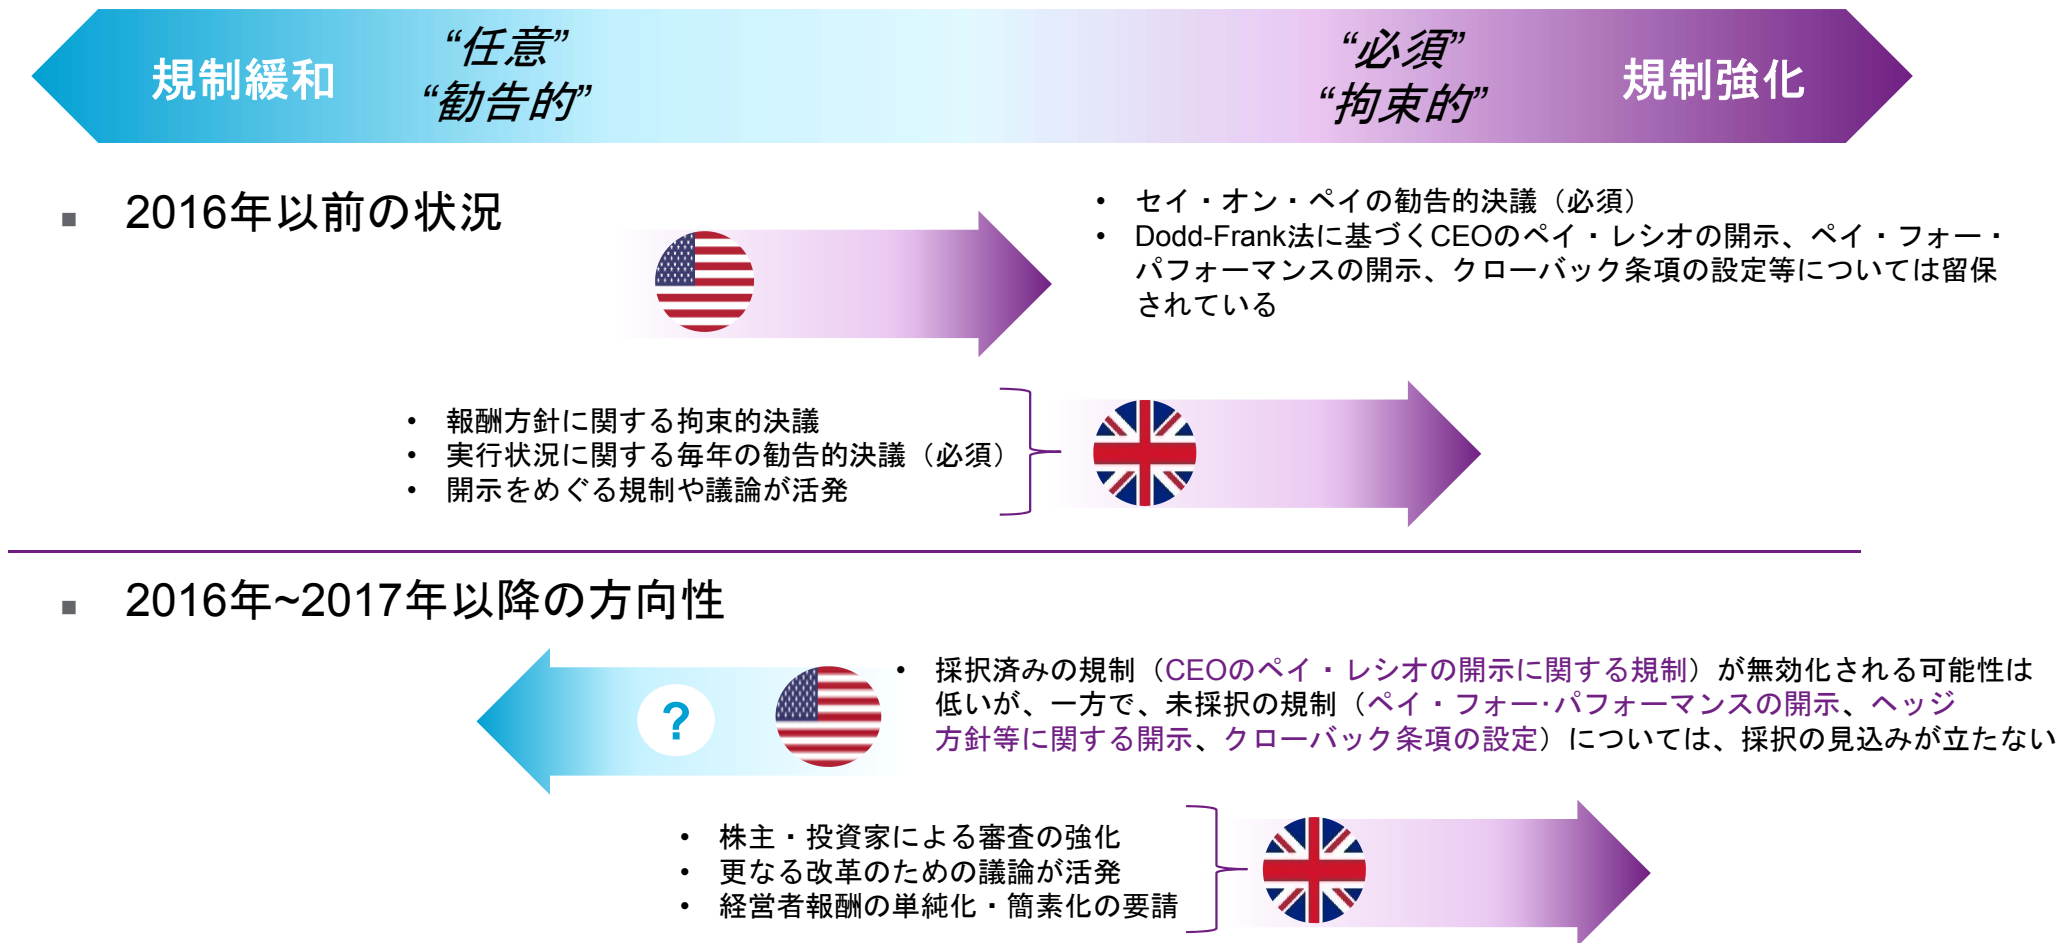 規制緩和
“任意”
“勧告的”
“必須”
“拘束的”
規制強化
▪ 2016年以前の状況
• セイ・オン・ペイの勧告的決議（必須）
• Dodd-Frank法に基づくCEOのペイ・レシオの開示、ペイ・フォー・
パフォーマンスの開示、クローバック条項の設定等については留保
されている
• 報酬方針に関する拘束的決議
• 実行状況に関する毎年の勧告的決議（必須）
• 開示をめぐる規制や議論が活発
▪ 2016年~2017年以降の方向性
?
• 採択済みの規制（CEOのペイ・レシオの開示に関する規制）が無効化される可能性は
低いが、一方で、未採択の規制（ペイ・フォー･パフォーマンスの開示、ヘッジ
方針等に関する開示、クローバック条項の設定）については、採択の見込みが立たない
• 株主・投資家による審査の強化
• 更なる改革のための議論が活発
• 経営者報酬の単純化・簡素化の要請